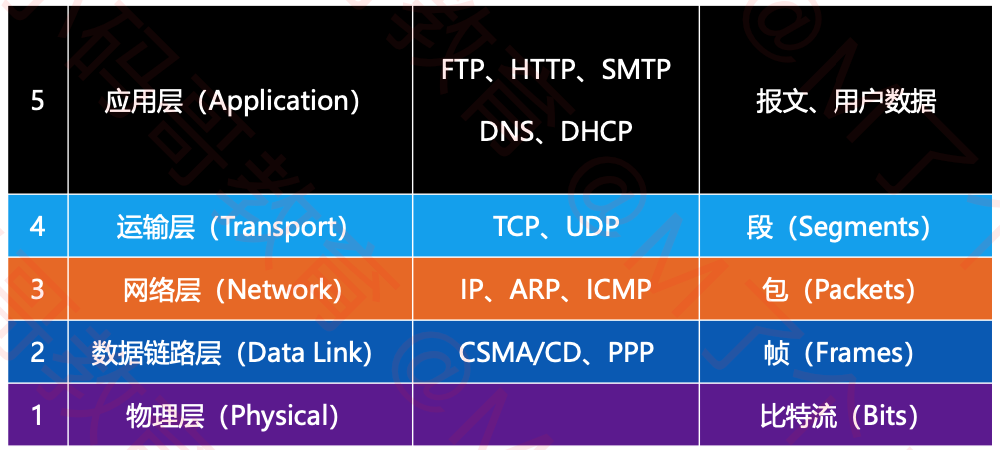 5 应用层（Application） FTP、HTTP、SMTP
DNS、DHCP 报文、用户数据
4 运输层（Transport） TCP、UDP 段（Segments）
3 网络层（Network） IP、ARP、ICMP 包（Packets）
2 数据链路层（Data Link） CSMA/CD、PPP 帧（Frames）
1 物理层（Physical） 比特流（Bits）